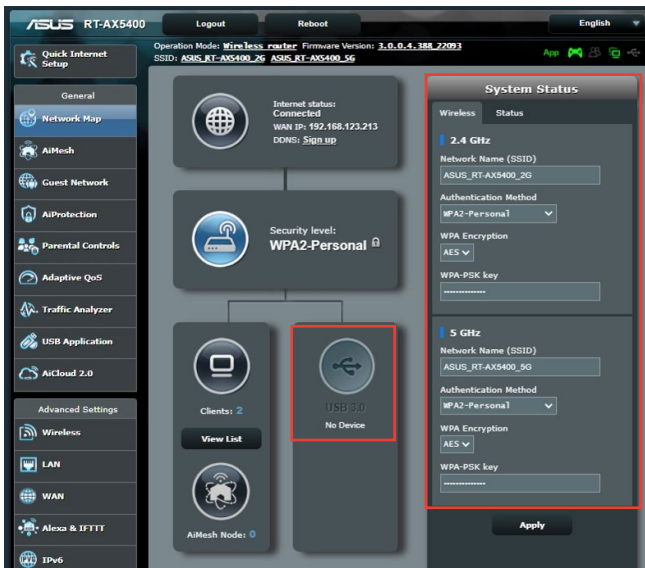 ASUS RT-AX5400
Logout
Reboot
English
Quick Internet
Setup
Operation Mode: Wireless router Firmware Version: 3.0.0.4.388_22093
SSID: ASUS_RT-AX5400_2G ASUS_RT-AX5400_5G
App
General
Network Map
AiMesh
Guest Network
AiProtection
Parental Controls
Adaptive QoS
Traffic Analyzer
USB Application
AiCloud 2.0
Advanced Settings
Wireless
LAN
WAN
Alexa & IFTTT
IPv6
Internet status:
Connected
WAN IP: 192.168.123.213
DDNS: Sign up
Security level:
WPA2-Personal
Clients: 2
View List
AiMesh Node: 0
USB 3.0
No Device
System Status
Wireless
Status
2.4 GHz
Network Name (SSID)
ASUS_RT-AX5400_2G
Authentication Method
WPA2-Personal
WPA Encryption
AES
WPA-PSK key
--------------
5 GHz
Network Name (SSID)
ASUS_RT-AX5400_5G
Authentication Method
WPA2-Personal
WPA Encryption
AES
WPA-PSK key
--------------
Apply